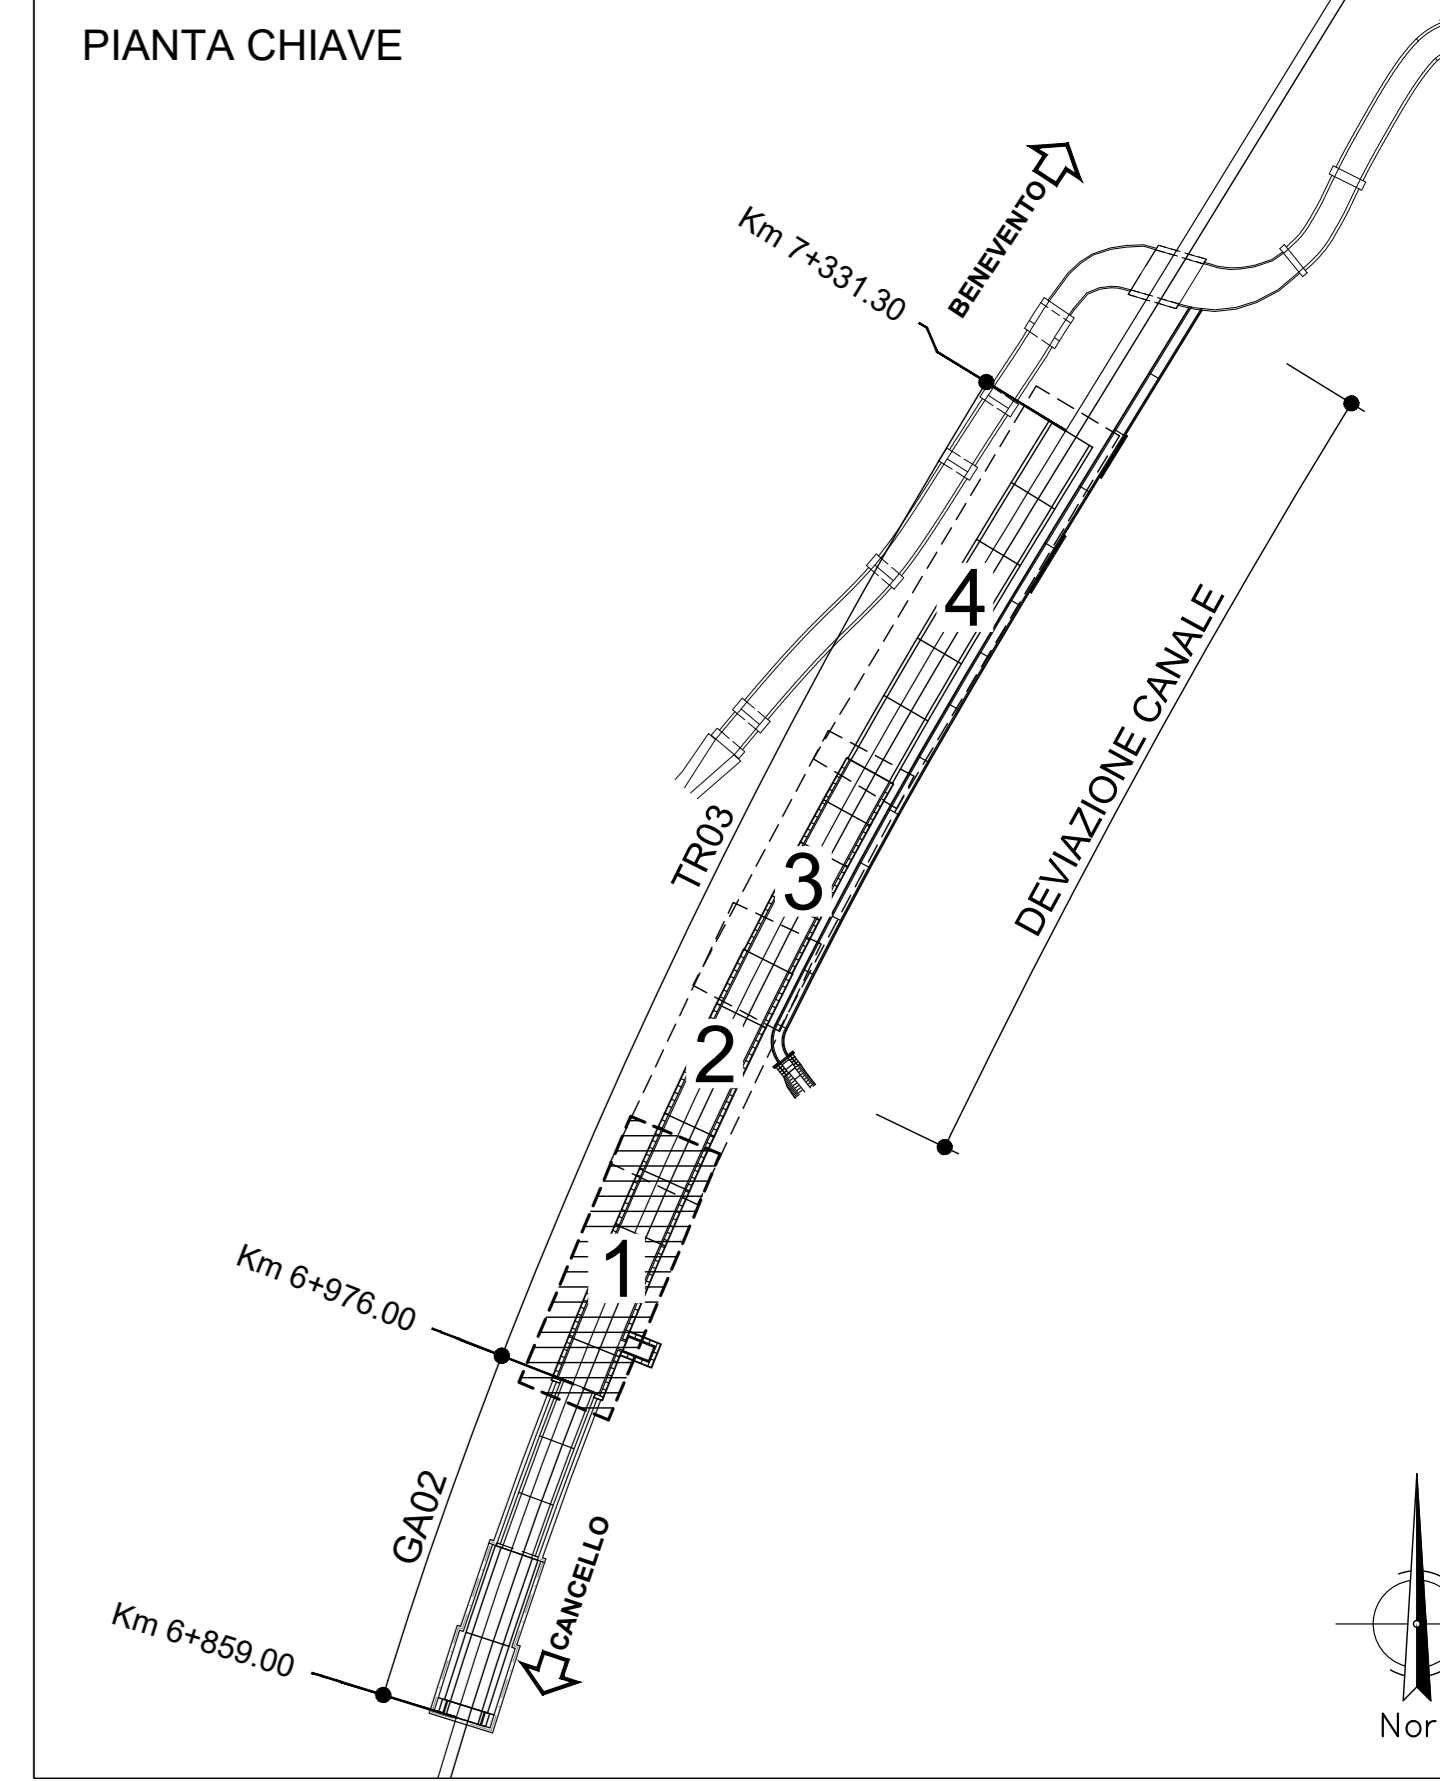 PIANTA CHIAVE
BENEVENTO
Km 7+331.30
4
DEVIAZIONE CANALE
TR03
3
2
1
Km 6+976.00
GA02
CANCELLO
Km 6+859.00
Nor